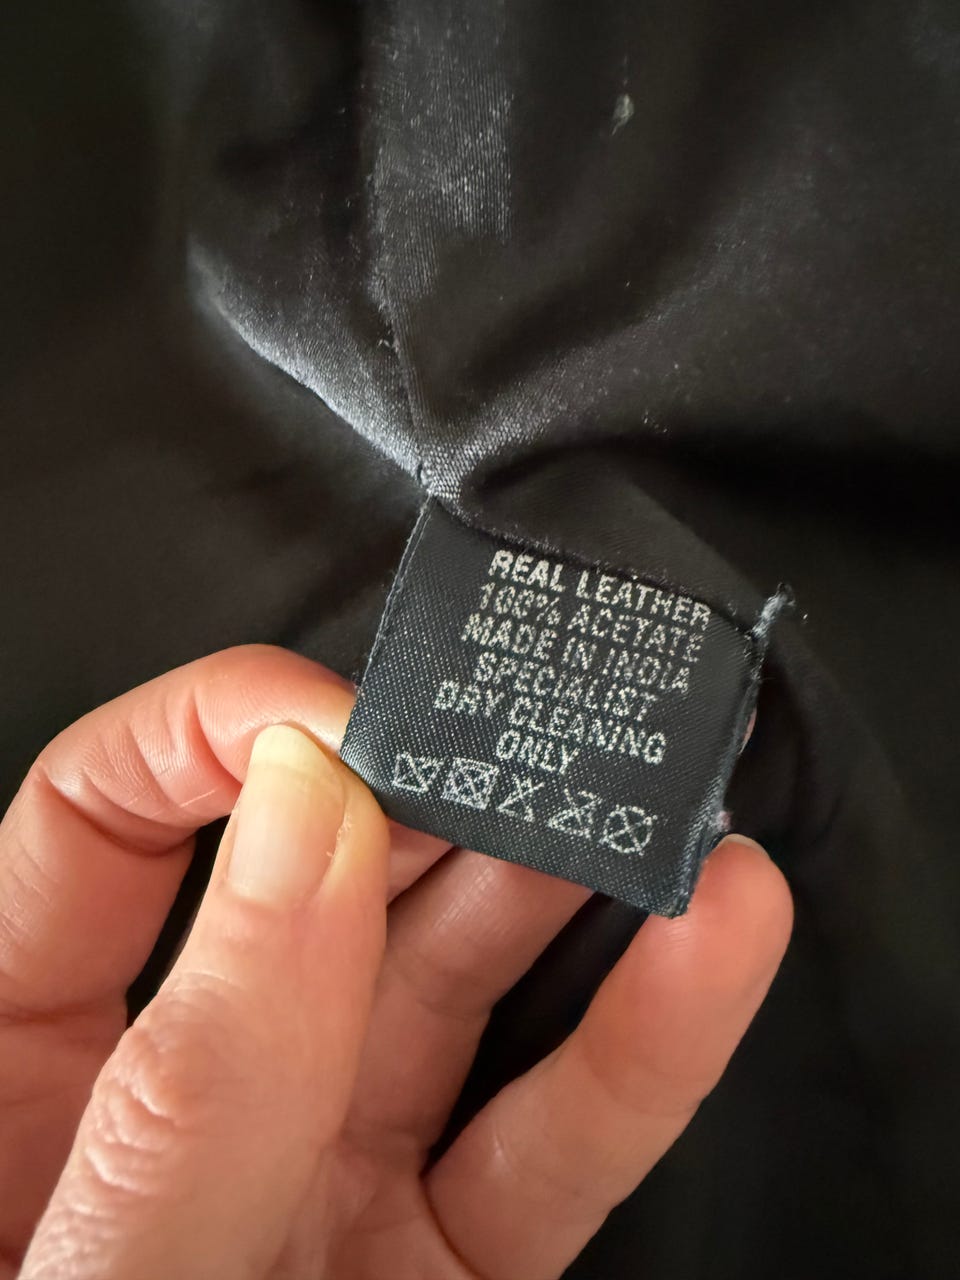 REAL LEATHER
100% ACETATE
MADE IN INDIA
SPECIALIST
DRY CLEANING
ONLY